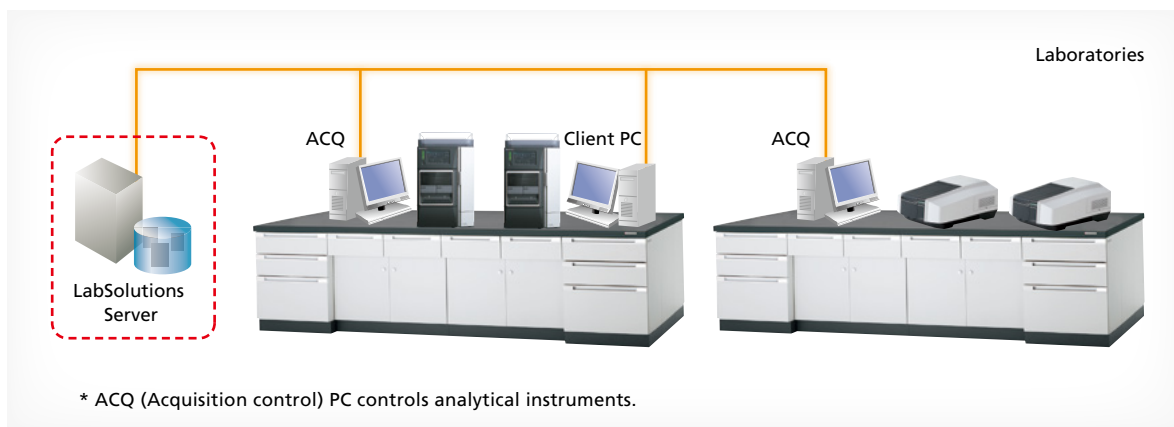 Laboratories
ACQ
Client PC
ACQ
LabSolutions
Server
* ACQ (Acquisition control) PC controls analytical instruments.